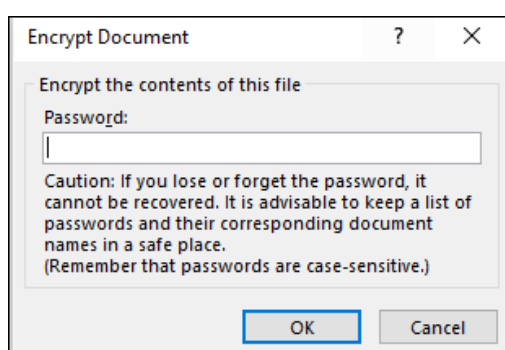 Encrypt Document ? X
Encrypt the contents of this file
Password:
Caution: If you lose or forget the password, it
cannot be recovered. It is advisable to keep a list of
passwords and their corresponding document
names in a safe place.
(Remember that passwords are case-sensitive.)
OK Cancel